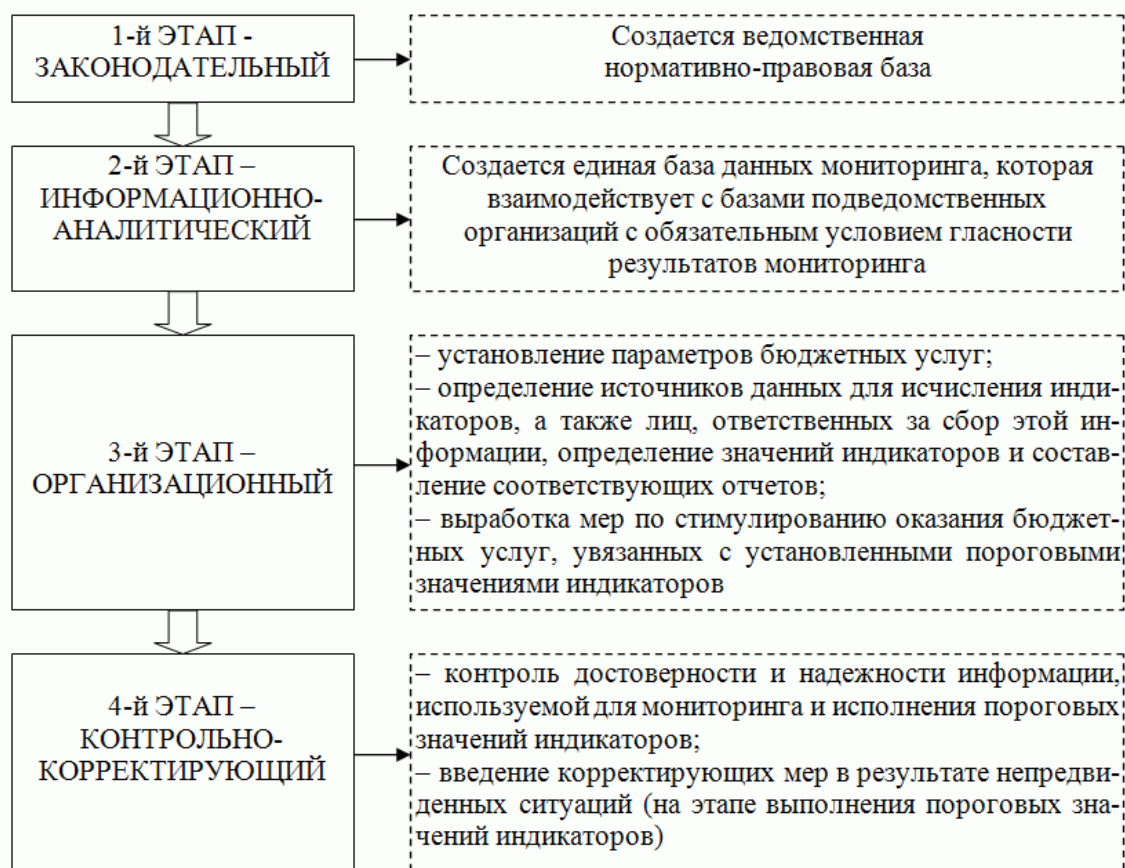 1-й ЭТАП -
ЗАКОНОДАТЕЛЬНЫЙ
Создается ведомственная
нормативно-правовая база
2-й ЭТАП –
ИНФОРМАЦИОННО-
АНАЛИТИЧЕСКИЙ
Создается единая база данных мониторинга, которая
взаимодействует с базами подведомственных
организаций с обязательным условием гласности
результатов мониторинга
3-й ЭТАП –
ОРГАНИЗАЦИОННЫЙ
– установление параметров бюджетных услуг;
– определение источников данных для исчисления инди-
каторов, а также лиц, ответственных за сбор этой ин-
формации, определение значений индикаторов и состав-
ление соответствующих отчетов;
– выработка мер по стимулированию оказания бюджет-
ных услуг, увязанных с установленными пороговыми
значениями индикаторов
4-й ЭТАП –
КОНТРОЛЬНО-
КОРРЕКТИРУЮЩИЙ
– контроль достоверности и надежности информации,
используемой для мониторинга и исполнения пороговых
значений индикаторов;
– введение корректирующих мер в результате непредви-
денных ситуаций (на этапе выполнения пороговых зна-
чений индикаторов)